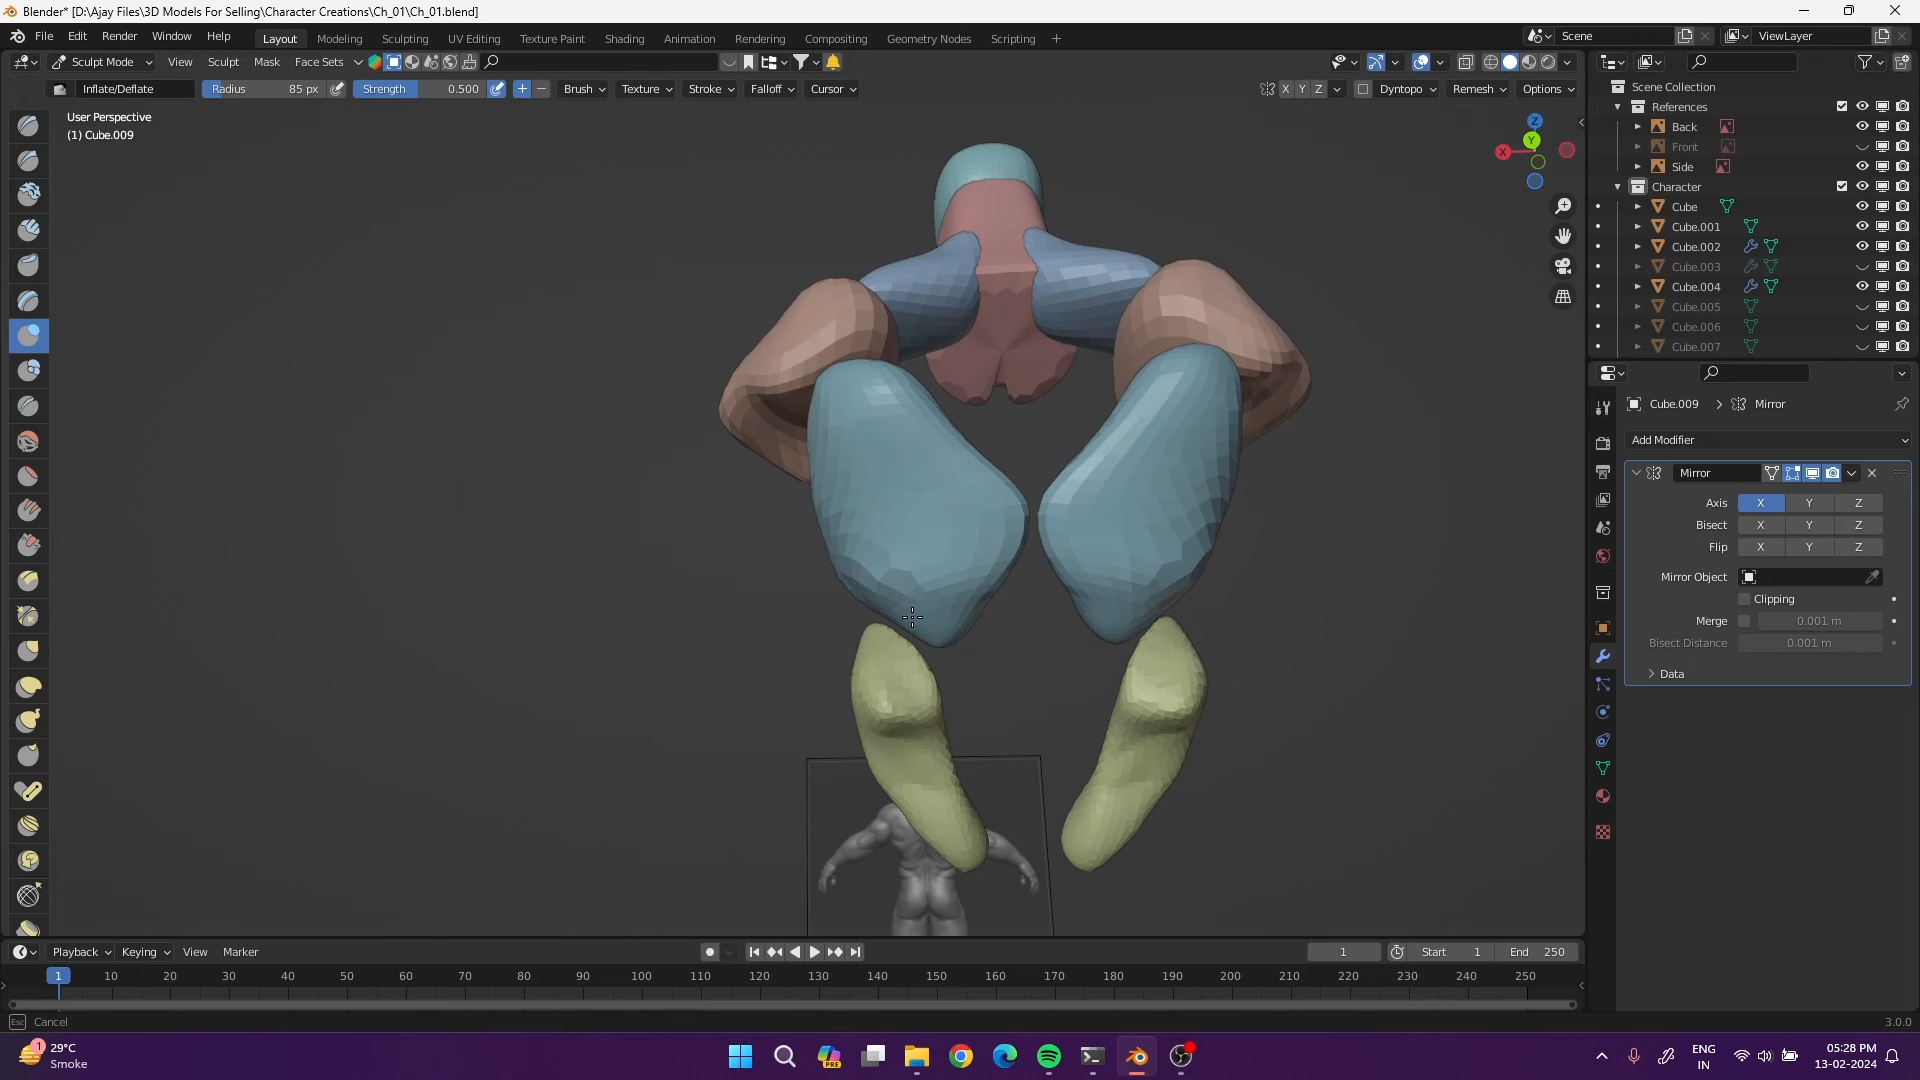 Blender* [D:\Ajay Files\3D Models For Selling\Character Creations\Ch_01\Ch_01.blend]
File Edit Render Window Help Layout Modeling Sculpting UV Editing Texture Paint Shading Animation Rendering Compositing Geometry Nodes Scripting + Scene ViewLayer
Sculpt Mode View Sculpt Mask Face Sets
Inflate/Deflate Radius 85 px Strength 0.500 + − Brush Texture Stroke Falloff Cursor X Y Z Dyntopo Remesh Options
User Perspective
(1) Cube.009
Z
Y
X
Scene Collection
References
Back
Front
Side
Character
Cube
Cube.001
Cube.002
Cube.003
Cube.004
Cube.005
Cube.006
Cube.007
Cube.009 > Mirror
Add Modifier
Mirror
Axis X Y Z
Bisect X Y Z
Flip X Y Z
Mirror Object
Clipping
Merge 0.001 m
Bisect Distance 0.001 m
> Data
Playback Keying View Marker 1 Start 1 End 250
1 10 20 30 40 50 60 70 80 90 100 110 120 130 140 150 160 170 180 190 200 210 220 230 240 250
Esc Cancel 3.0.0
1 29°C
Smoke
PRE
ENG
IN
05:28 PM
13-02-2024